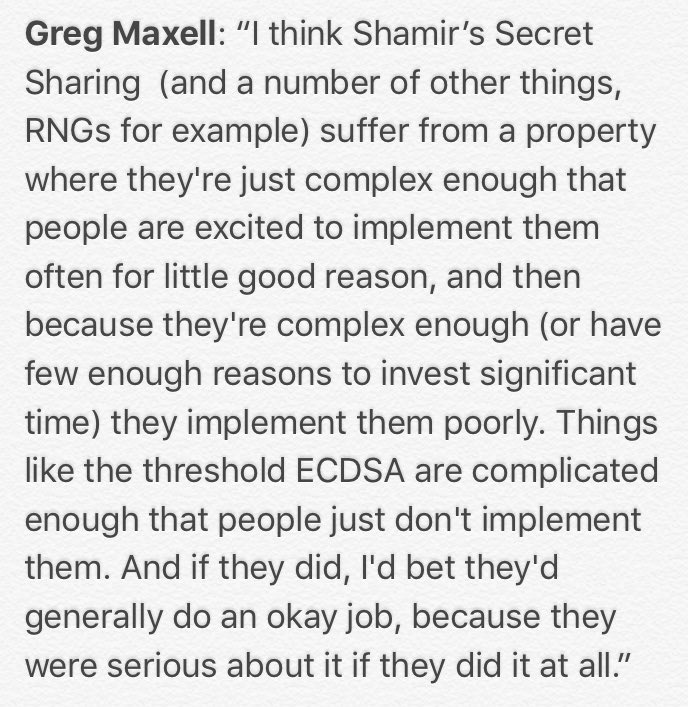 Greg Maxell: “I think Shamir’s Secret
Sharing  (and a number of other things,
RNGs for example) suffer from a property
where they're just complex enough that
people are excited to implement them
often for little good reason, and then
because they're complex enough (or have
few enough reasons to invest significant
time) they implement them poorly. Things
like the threshold ECDSA are complicated
enough that people just don't implement
them. And if they did, I'd bet they'd
generally do an okay job, because they
were serious about it if they did it at all.”